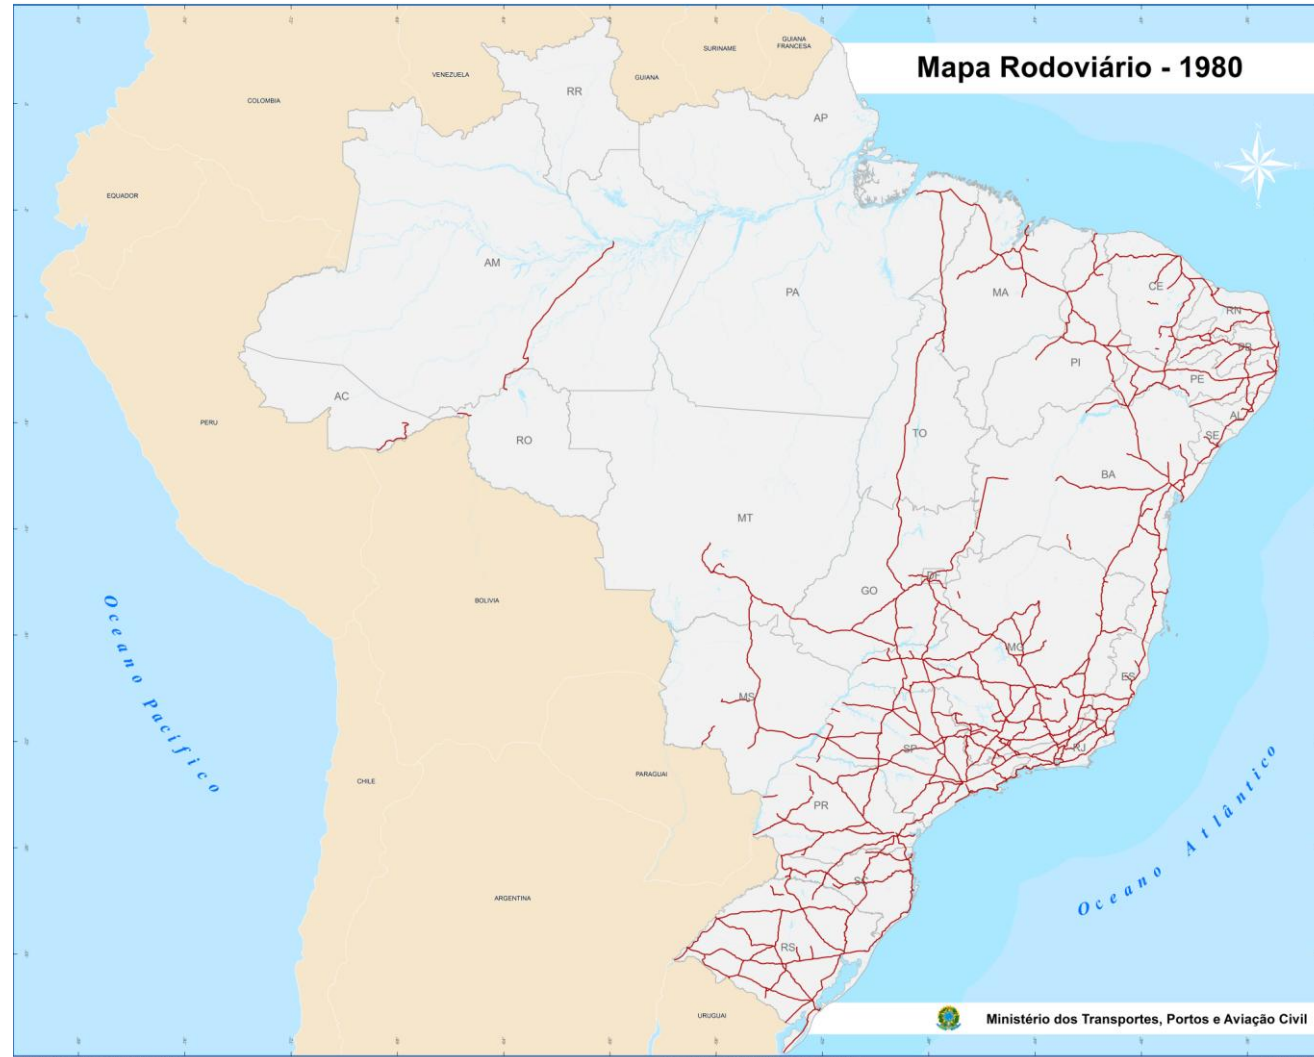 Mapa Rodoviário - 1980
GUIANA
FRANCESA
SURINAME
VENEZUELA
GUIANA
COLOMBIA
RR
AP
EQUADOR
AM
PA
MA
CE
RN
PB
PI
PE
AC
AL
PERU
TO
SE
RO
BA
MT
DF
GO
BOLIVIA
MG
ES
MS
Oceano Pacífico
SP
RJ
PARAGUAI
CHILE
PR
Oceano Atlântico
SC
ARGENTINA
RS
URUGUAI
Ministério dos Transportes, Portos e Aviação Civil